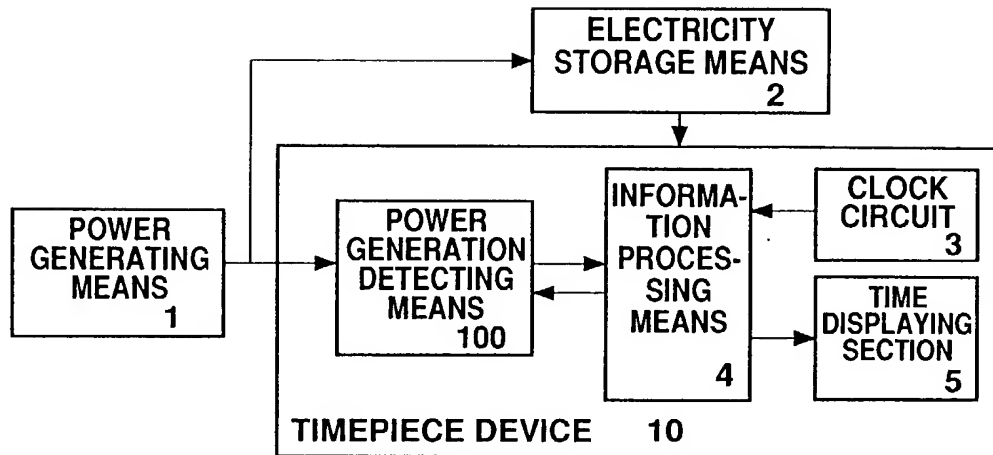 ELECTRICITY
STORAGE MEANS
2
POWER
GENERATING
MEANS
1
POWER
GENERATION
DETECTING
MEANS
100
INFORMA-
TION
PROCES-
SING
MEANS
4
CLOCK
CIRCUIT
3
TIME
DISPLAYING
SECTION
5
TIMEPIECE DEVICE 10